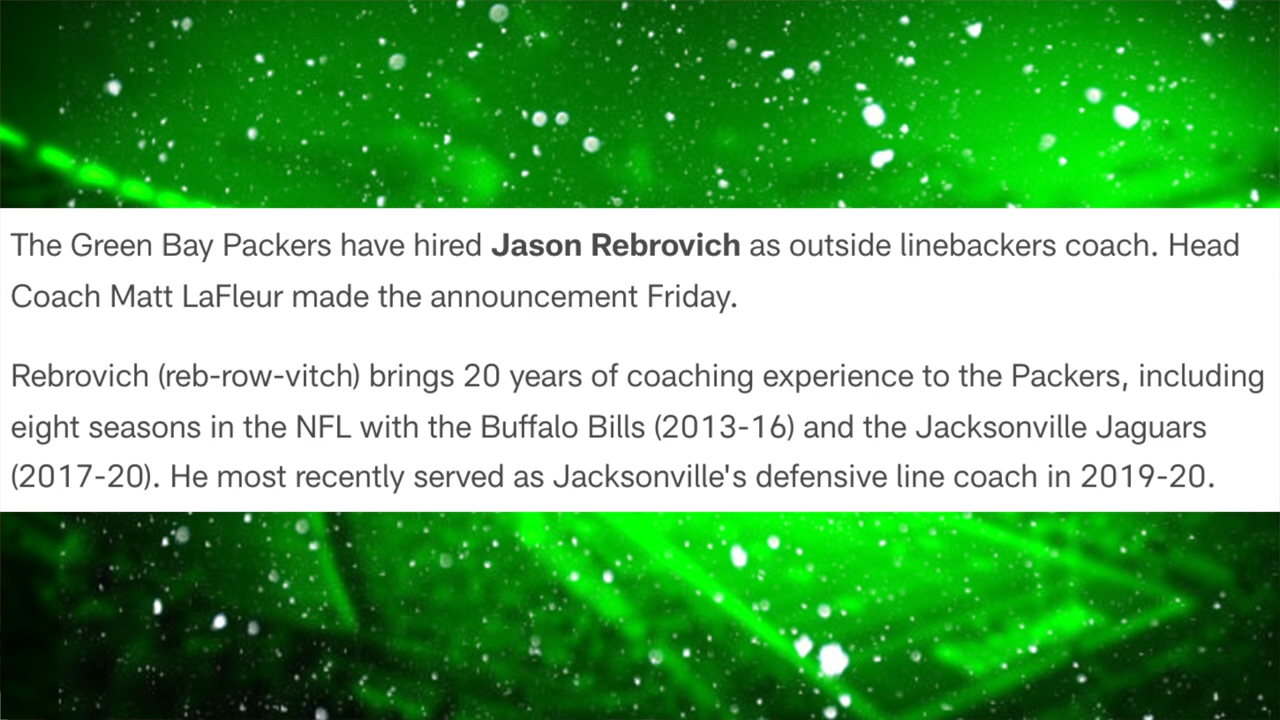 The Green Bay Packers have hired Jason Rebrovich as outside linebackers coach. Head
Coach Matt LaFleur made the announcement Friday.
Rebrovich (reb-row-vitch) brings 20 years of coaching experience to the Packers, including
eight seasons in the NFL with the Buffalo Bills (2013-16) and the Jacksonville Jaguars
(2017-20). He most recently served as Jacksonville's defensive line coach in 2019-20.